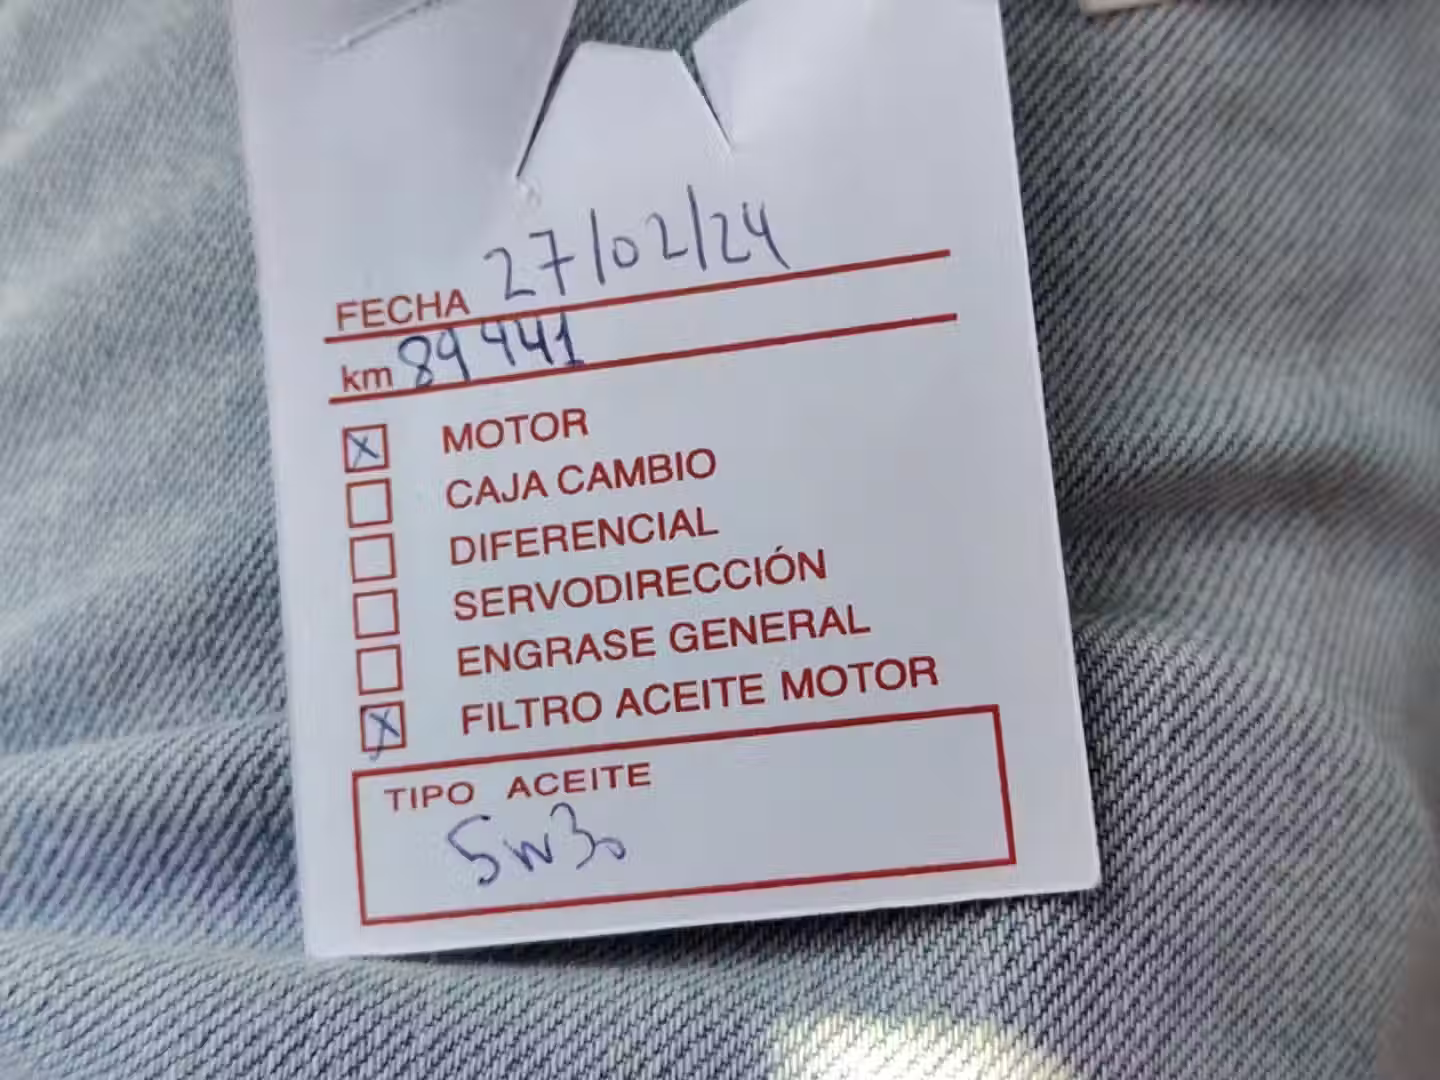 FECHA 27/02/24
km 89441
X MOTOR
CAJA CAMBIO
DIFERENCIAL
SERVODIRECCIÓN
ENGRASE GENERAL
X FILTRO ACEITE MOTOR
TIPO ACEITE
5w30